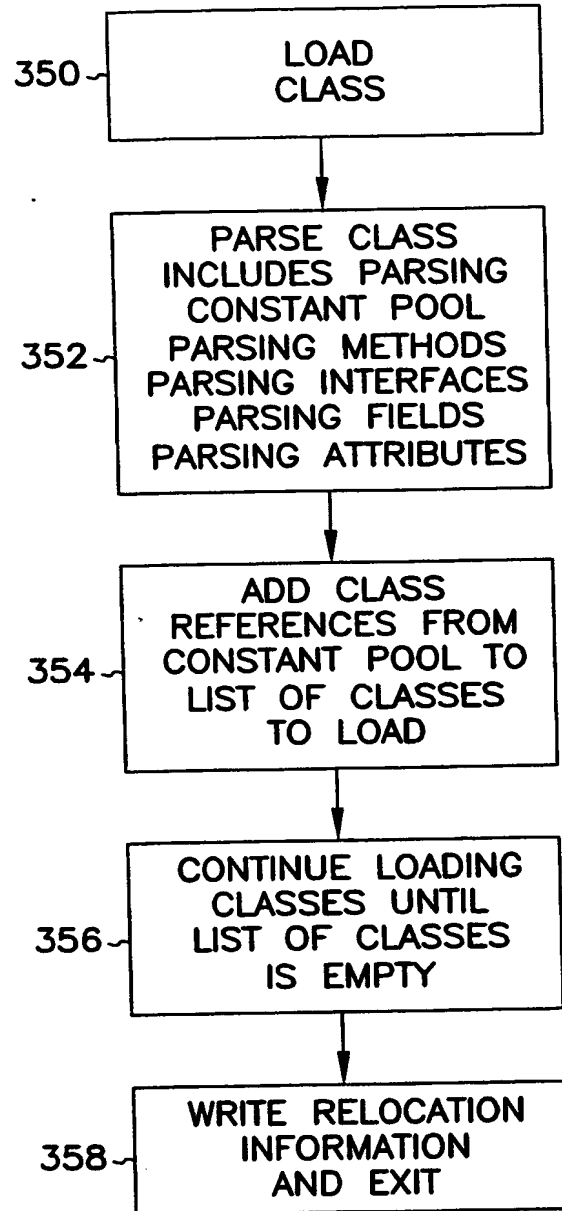 350
LOAD
CLASS
352
PARSE CLASS
INCLUDES PARSING
CONSTANT POOL
PARSING METHODS
PARSING INTERFACES
PARSING FIELDS
PARSING ATTRIBUTES
354
ADD CLASS
REFERENCES FROM
CONSTANT POOL TO
LIST OF CLASSES
TO LOAD
356
CONTINUE LOADING
CLASSES UNTIL
LIST OF CLASSES
IS EMPTY
358
WRITE RELOCATION
INFORMATION
AND EXIT